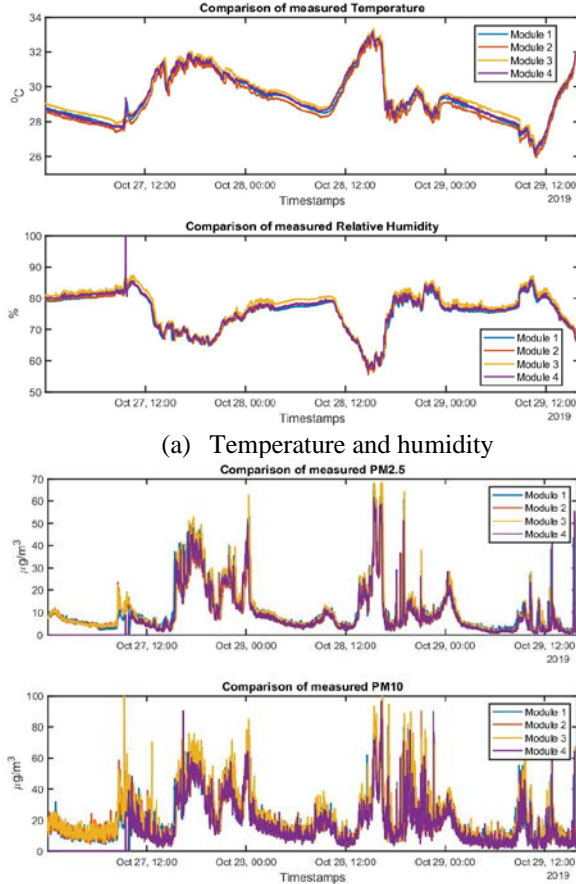 Comparison of measured Temperature
34
32
30
28
26
°C
Module 1
Module 2
Module 3
Module 4
Oct 27, 12:00 Oct 28, 00:00 Oct 28, 12:00 Oct 29, 00:00 Oct 29, 12:00
Timestamps 2019
Comparison of measured Relative Humidity
100
90
80
70
60
50
%
Module 1
Module 2
Module 3
Module 4
Oct 27, 12:00 Oct 28, 00:00 Oct 28, 12:00 Oct 29, 00:00 Oct 29, 12:00
Timestamps 2019
(a) Temperature and humidity
Comparison of measured PM2.5
70
60
50
40
30
20
10
0
μg/m³
Module 1
Module 2
Module 3
Module 4
Oct 27, 12:00 Oct 28, 00:00 Oct 28, 12:00 Oct 29, 00:00 Oct 29, 12:00
Timestamps 2019
Comparison of measured PM10
100
80
60
40
20
0
μg/m³
Module 1
Module 2
Module 3
Module 4
Oct 27, 12:00 Oct 28, 00:00 Oct 28, 12:00 Oct 29, 00:00 Oct 29, 12:00
Timestamps 2019